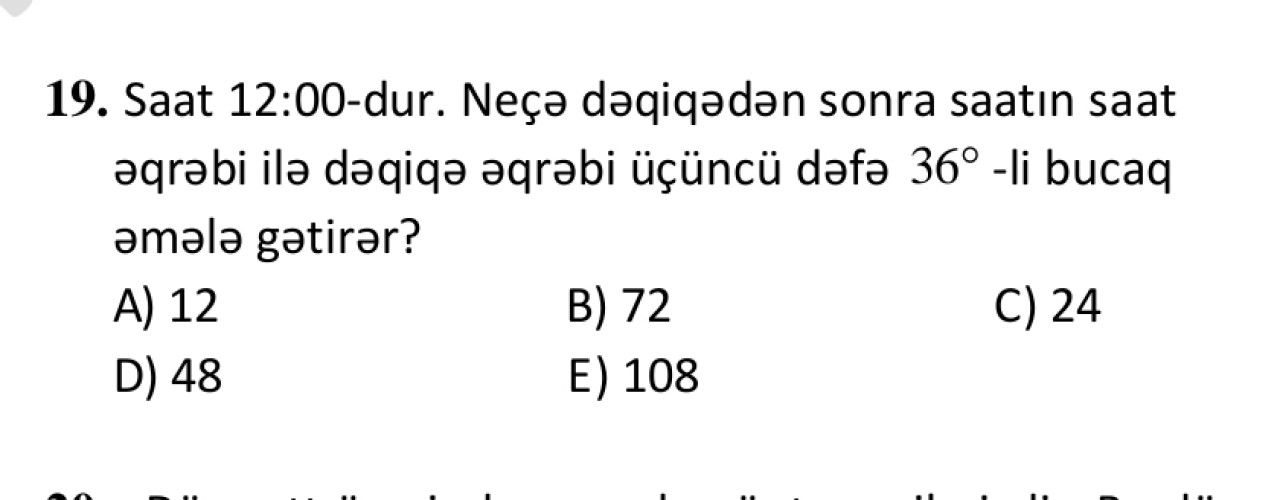 19. Saat 12:00-dur. Neçə dəqiqədən sonra saatın saat
əqrəbi ilə dəqiqə əqrəbi üçüncü dəfə 36° -li bucaq
əmələ gətirər?
A) 12 B) 72 C) 24
D) 48 E) 108